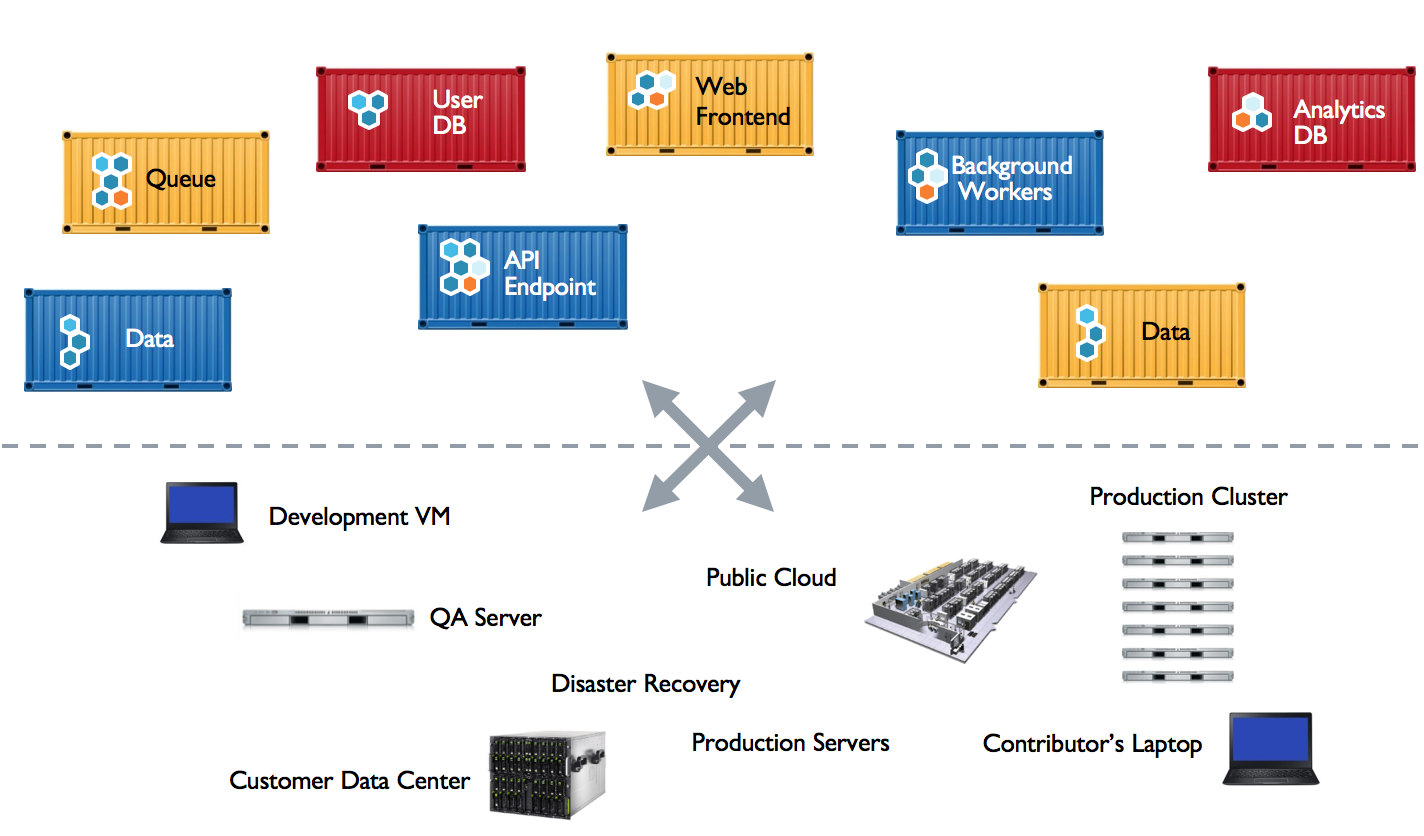 Web
Frontend
User
DB
Analytics
DB
Queue
Background
Workers
API
Endpoint
Data
Data
Development VM
Production Cluster
Public Cloud
QA Server
Disaster Recovery
Production Servers
Contributor's Laptop
Customer Data Center